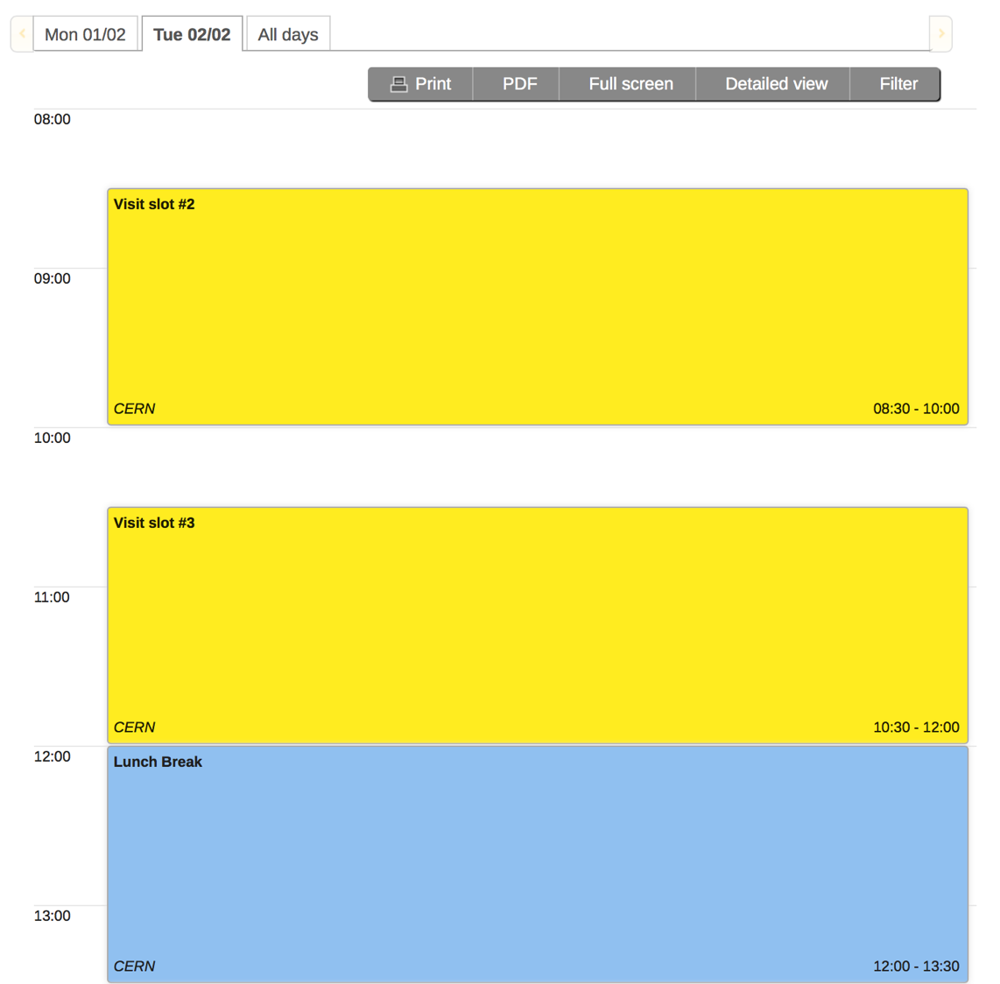 Mon 01/02 Tue 02/02 All days
Print PDF Full screen Detailed view Filter
08:00
Visit slot #2
09:00
CERN 08:30 - 10:00
10:00
Visit slot #3
11:00
CERN 10:30 - 12:00
12:00
Lunch Break
13:00
CERN 12:00 - 13:30